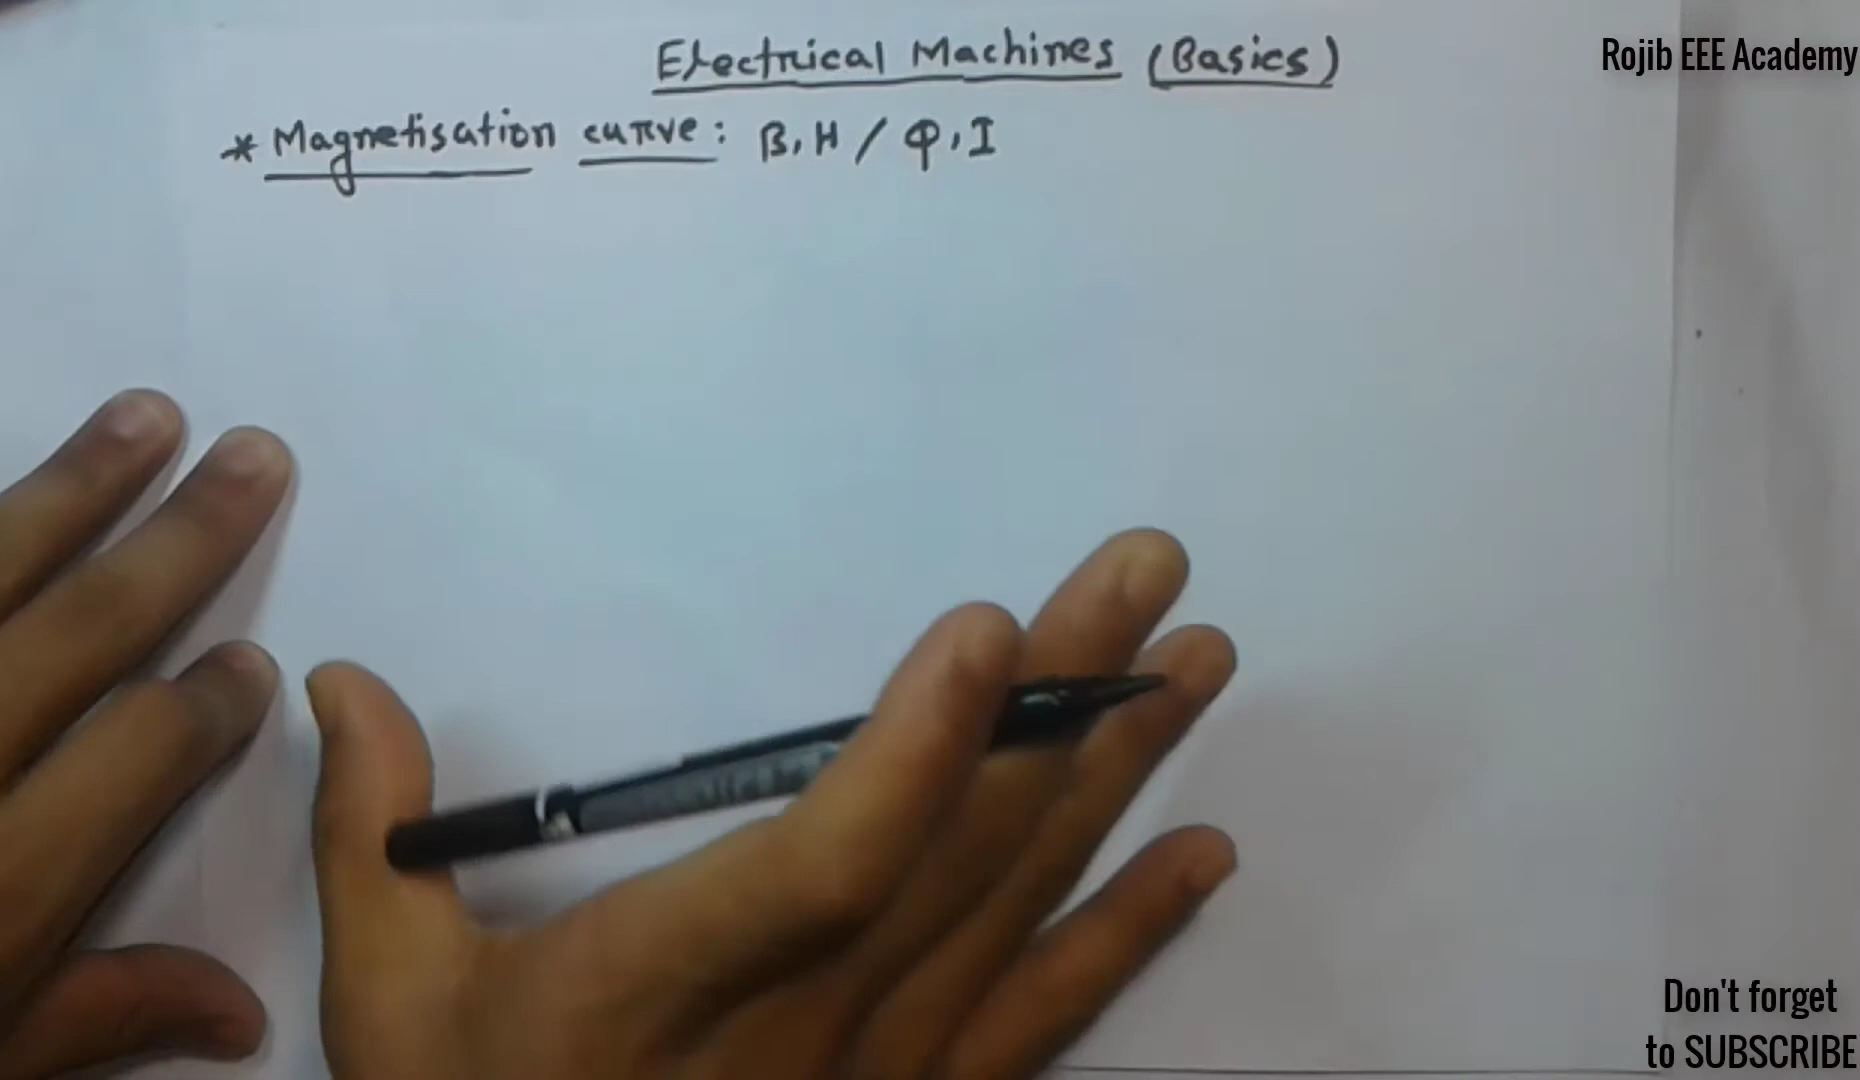 Electrical Machines (Basics)
Rojib EEE Academy
* Magnetisation curve: B, H / Φ, I
Don't forget
to SUBSCRIBE